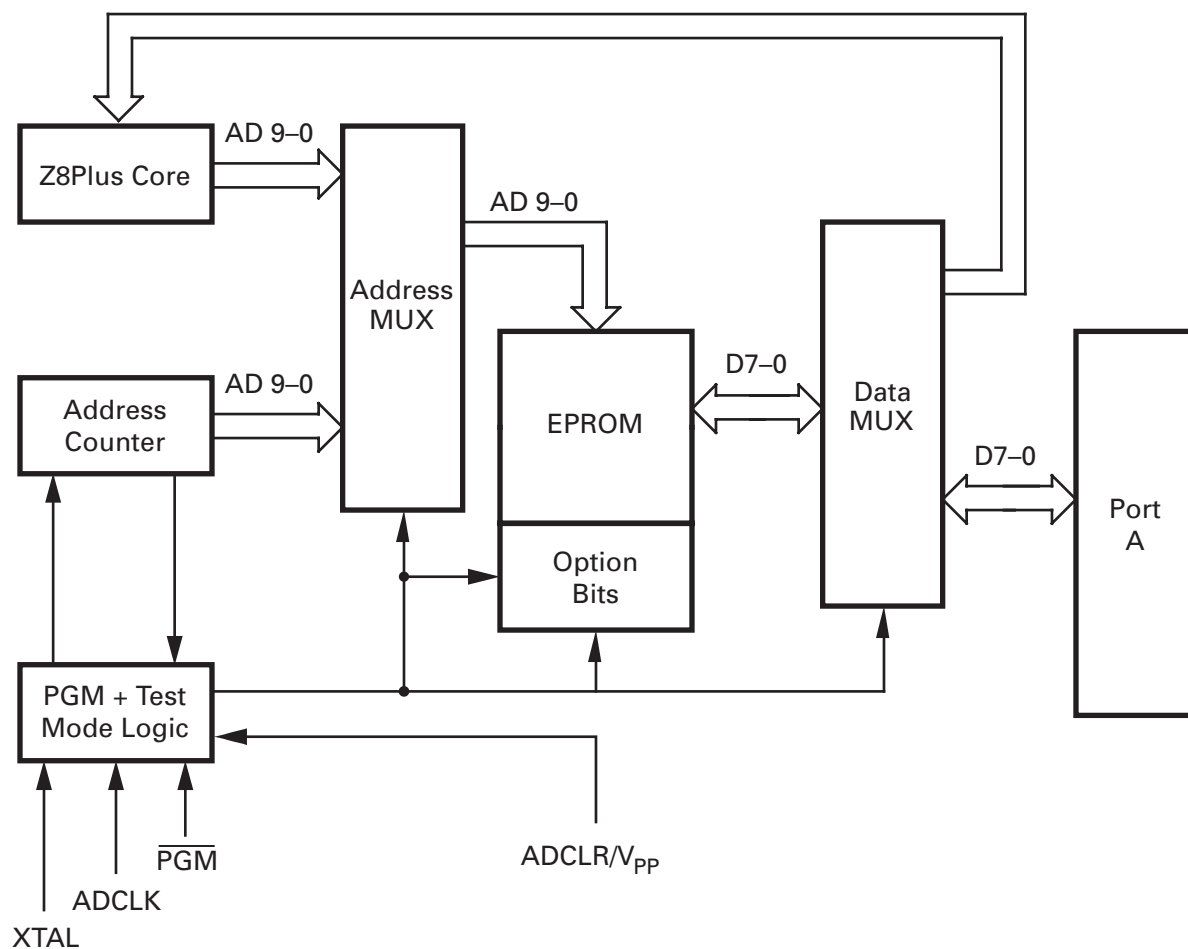 Z8Plus Core
AD 9–0
Address
MUX
AD 9–0
Address
Counter
AD 9–0
EPROM
Option
Bits
D7–0
Data
MUX
D7–0
Port
A
PGM + Test
Mode Logic
PGM
ADCLK
XTAL
ADCLR/VPP